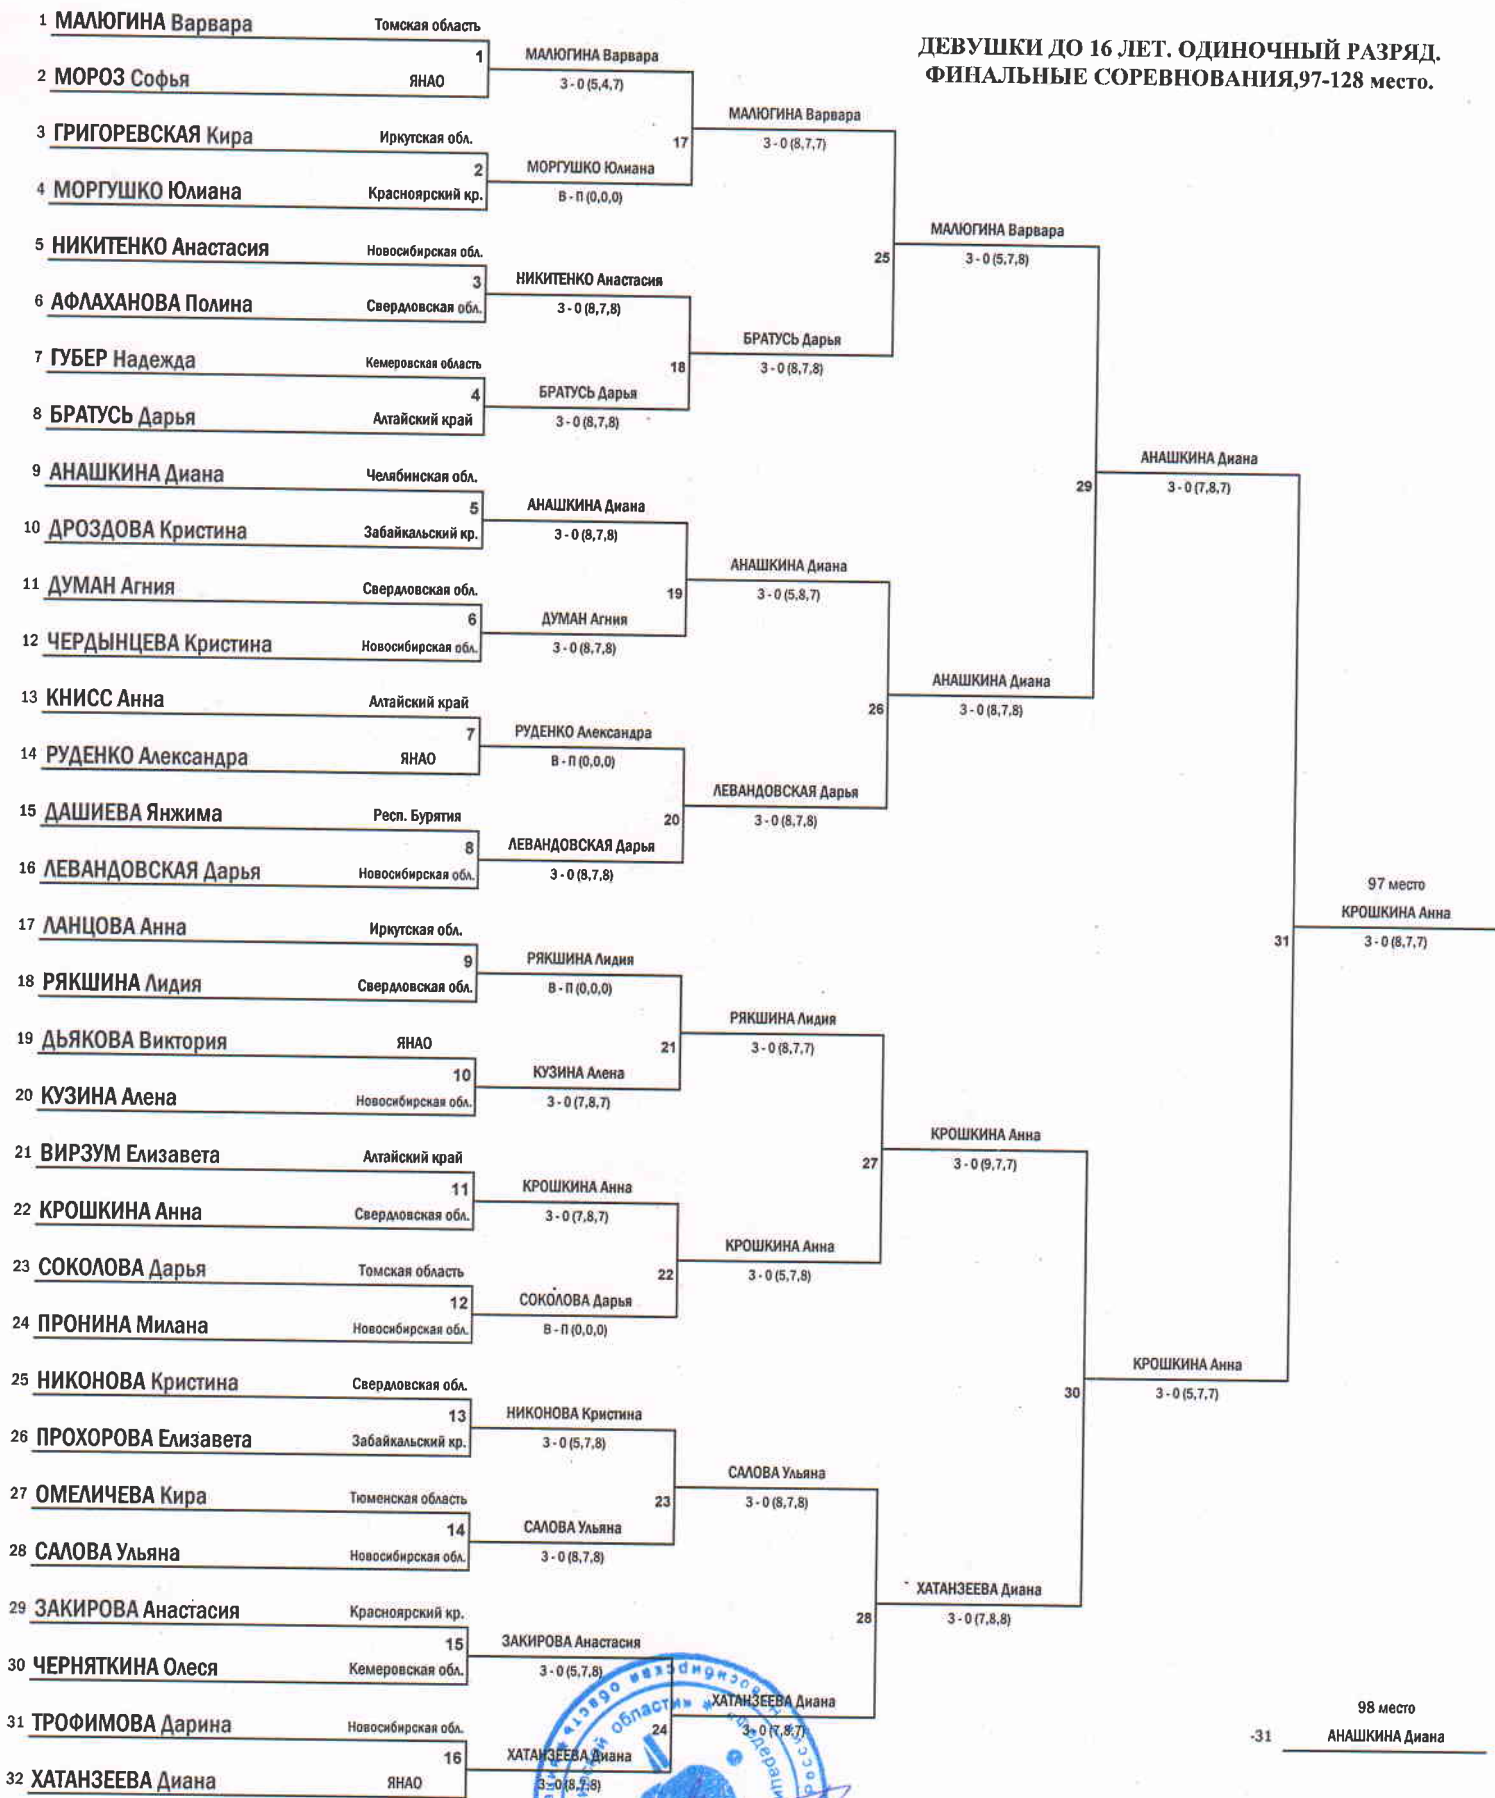 ДЕВУШКИ ДО 16 ЛЕТ. ОДИНОЧНЫЙ РАЗРЯД.
ФИНАЛЬНЫЕ СОРЕВНОВАНИЯ,97-128 место.
1 МАЛЮГИНА Варвара Томская область
1
2 МОРОЗ Софья ЯНАО
3 ГРИГОРЕВСКАЯ Кира Иркутская обл.
2
4 МОРГУШКО Юлиана Красноярский кр.
5 НИКИТЕНКО Анастасия Новосибирская обл.
3
6 АФЛАХАНОВА Полина Свердловская обл.
7 ГУБЕР Надежда Кемеровская область
4
8 БРАТУСЬ Дарья Алтайский край
9 АНАШКИНА Диана Челябинская обл.
5
10 ДРОЗДОВА Кристина Забайкальский кр.
11 ДУМАН Агния Свердловская обл.
6
12 ЧЕРДЫНЦЕВА Кристина Новосибирская обл.
13 КНИСС Анна Алтайский край
7
14 РУДЕНКО Александра ЯНАО
15 ДАШИЕВА Янжима Респ. Бурятия
8
16 ЛЕВАНДОВСКАЯ Дарья Новосибирская обл.
17 ЛАНЦОВА Анна Иркутская обл.
9
18 РЯКШИНА Лидия Свердловская обл.
19 ДЬЯКОВА Виктория ЯНАО
10
20 КУЗИНА Алена Новосибирская обл.
21 ВИРЗУМ Елизавета Алтайский край
11
22 КРОШКИНА Анна Свердловская обл.
23 СОКОЛОВА Дарья Томская область
12
24 ПРОНИНА Милана Новосибирская обл.
25 НИКОНОВА Кристина Свердловская обл.
13
26 ПРОХОРОВА Елизавета Забайкальский кр.
27 ОМЕЛИЧЕВА Кира Тюменская область
14
28 САЛОВА Ульяна Новосибирская обл.
29 ЗАКИРОВА Анастасия Красноярский кр.
15
30 ЧЕРНЯТКИНА Олеся Кемеровская обл.
31 ТРОФИМОВА Дарина Новосибирская обл.
16
32 ХАТАНЗЕЕВА Диана ЯНАО
МАЛЮГИНА Варвара
3 - 0 (5,4,7)
17
МОРГУШКО Юлиана
В - П (0,0,0)
НИКИТЕНКО Анастасия
3 - 0 (8,7,8)
18
БРАТУСЬ Дарья
3 - 0 (8,7,8)
АНАШКИНА Диана
3 - 0 (8,7,8)
19
ДУМАН Агния
3 - 0 (8,7,8)
РУДЕНКО Александра
В - П (0,0,0)
20
ЛЕВАНДОВСКАЯ Дарья
3 - 0 (8,7,8)
РЯКШИНА Лидия
В - П (0,0,0)
21
КУЗИНА Алена
3 - 0 (7,8,7)
КРОШКИНА Анна
3 - 0 (7,8,7)
22
СОКОЛОВА Дарья
В - П (0,0,0)
НИКОНОВА Кристина
3 - 0 (5,7,8)
23
САЛОВА Ульяна
3 - 0 (8,7,8)
ЗАКИРОВА Анастасия
3 - 0 (5,7,8)
24
ХАТАНЗЕЕВА Диана
3 - 0 (8,7,8)
МАЛЮГИНА Варвара
3 - 0 (8,7,7)
25
БРАТУСЬ Дарья
3 - 0 (8,7,8)
АНАШКИНА Диана
3 - 0 (5,8,7)
26
ЛЕВАНДОВСКАЯ Дарья
3 - 0 (8,7,8)
РЯКШИНА Лидия
3 - 0 (8,7,7)
27
КРОШКИНА Анна
3 - 0 (5,7,8)
САЛОВА Ульяна
3 - 0 (8,7,8)
28
ХАТАНЗЕЕВА Диана
3 - 0 (7,8,7)
МАЛЮГИНА Варвара
3 - 0 (5,7,8)
29
АНАШКИНА Диана
3 - 0 (8,7,8)
КРОШКИНА Анна
3 - 0 (9,7,7)
30
ХАТАНЗЕЕВА Диана
3 - 0 (7,8,8)
АНАШКИНА Диана
3 - 0 (7,8,7)
31
КРОШКИНА Анна
3 - 0 (5,7,7)
97 место
КРОШКИНА Анна
3 - 0 (8,7,7)
98 место
-31 АНАШКИНА Диана
Новосибирская область
области»